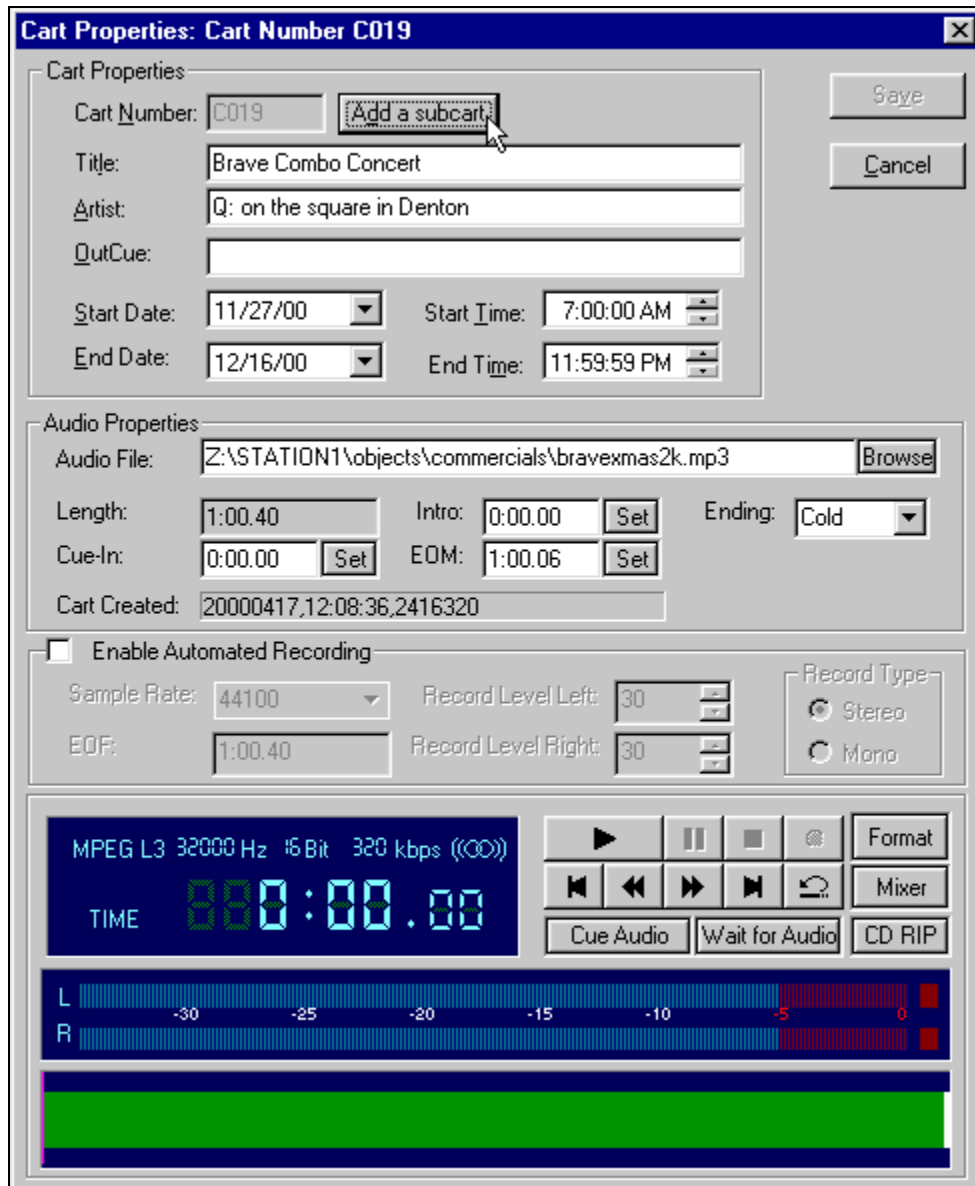 Cart Properties: Cart Number C019
Cart Properties
Cart Number: C019 Add a subcart
Save
Title: Brave Combo Concert
Cancel
Artist: Q: on the square in Denton
OutCue:
Start Date: 11/27/00 Start Time: 7:00:00 AM
End Date: 12/16/00 End Time: 11:59:59 PM
Audio Properties
Audio File: Z:\STATION1\objects\commercials\bravexmas2k.mp3 Browse
Length: 1:00.40 Intro: 0:00.00 Set Ending: Cold
Cue-In: 0:00.00 Set EOM: 1:00.06 Set
Cart Created: 20000417,12:08:36,2416320
Enable Automated Recording
Sample Rate: 44100 Record Level Left: 30
Record Type
Stereo
EOF: 1:00.40 Record Level Right: 30
Mono
MPEG L3 32000 Hz 16 Bit 320 kbps ((OO))
TIME 0:00.00
Format
Mixer
Cue Audio Wait for Audio CD RIP
L
-30 -25 -20 -15 -10 -5 0
R